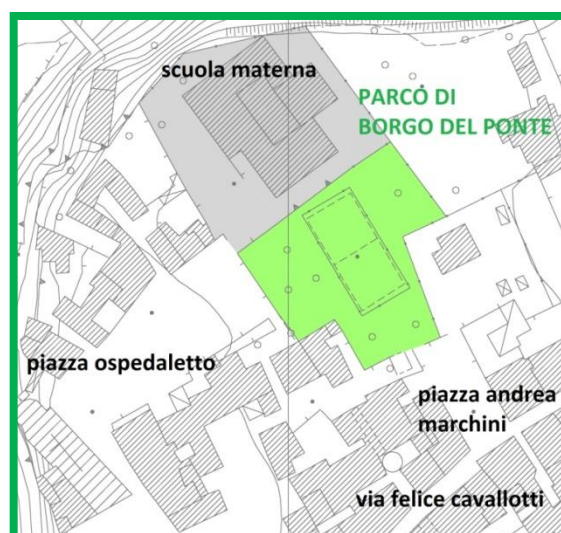 scuola materna
PARCO DI
BORGO DEL PONTE
piazza ospedaletto
piazza andrea
marchini
via felice cavallotti